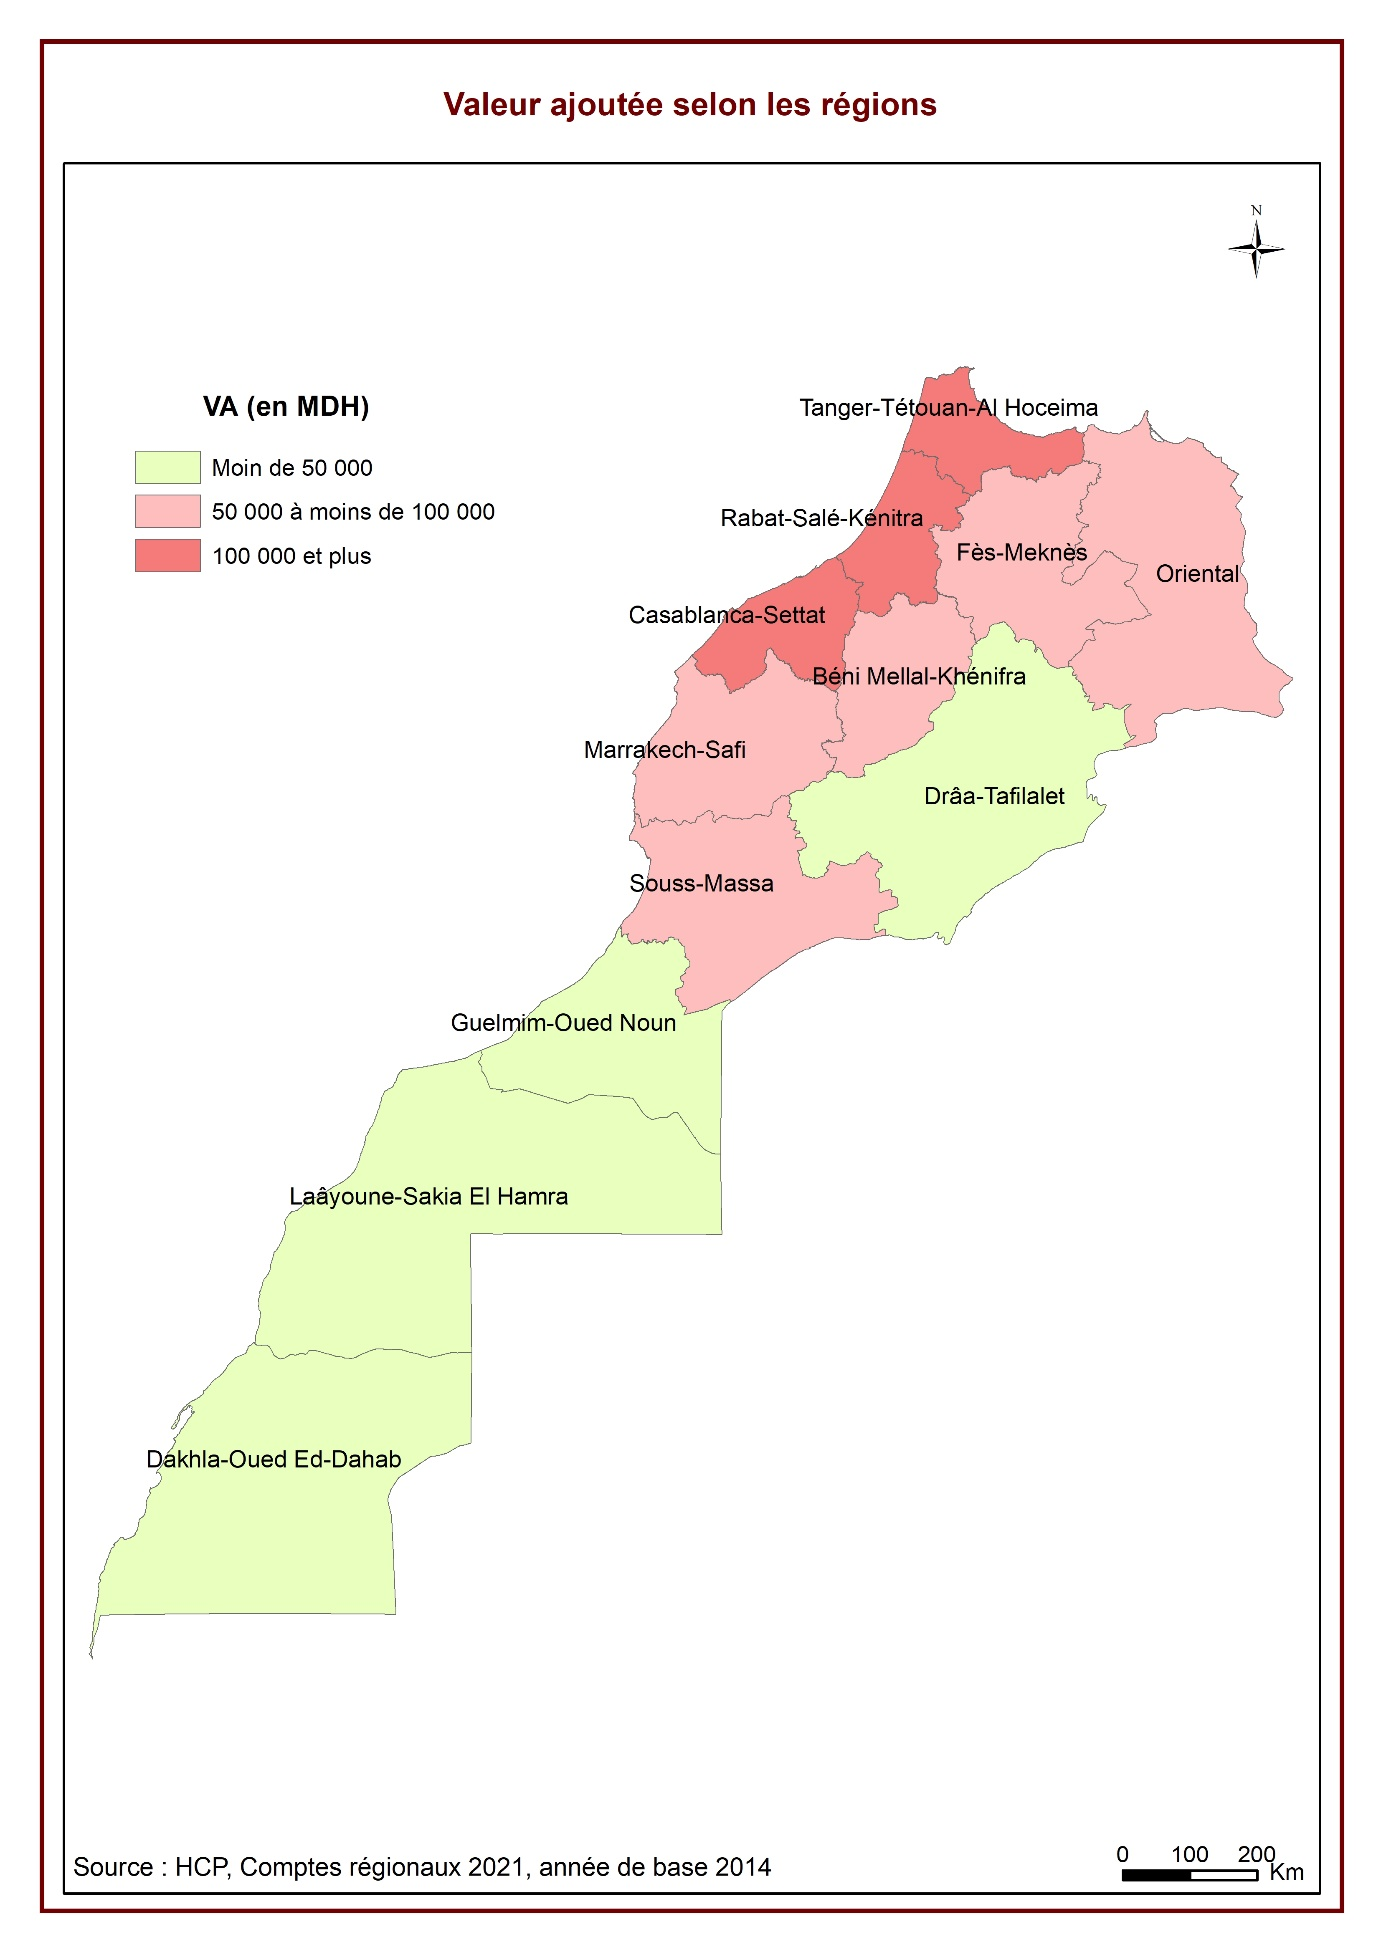 Valeur ajoutée selon les régions
N
VA (en MDH)
Moin de 50 000
50 000 à moins de 100 000
100 000 et plus
Tanger-Tétouan-Al Hoceima
Rabat-Salé-Kénitra
Fès-Meknès
Oriental
Casablanca-Settat
Béni Mellal-Khénifra
Marrakech-Safi
Drâa-Tafilalet
Souss-Massa
Guelmim-Oued Noun
Laâyoune-Sakia El Hamra
Dakhla-Oued Ed-Dahab
Source : HCP, Comptes régionaux 2021, année de base 2014
0 100 200
Km